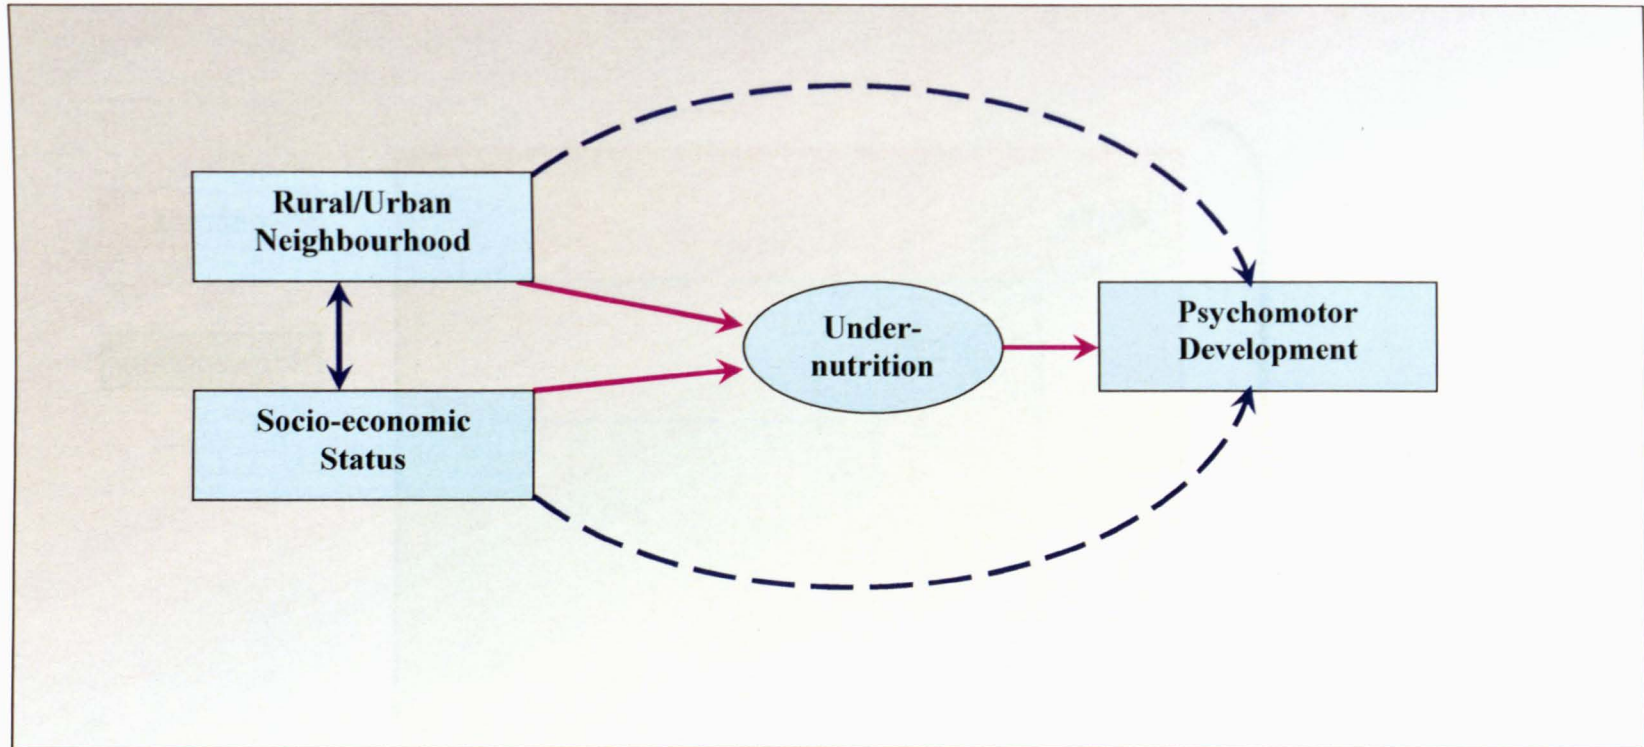 Rural/Urban
Neighbourhood
Under-
nutrition
Psychomotor
Development
Socio-economic
Status